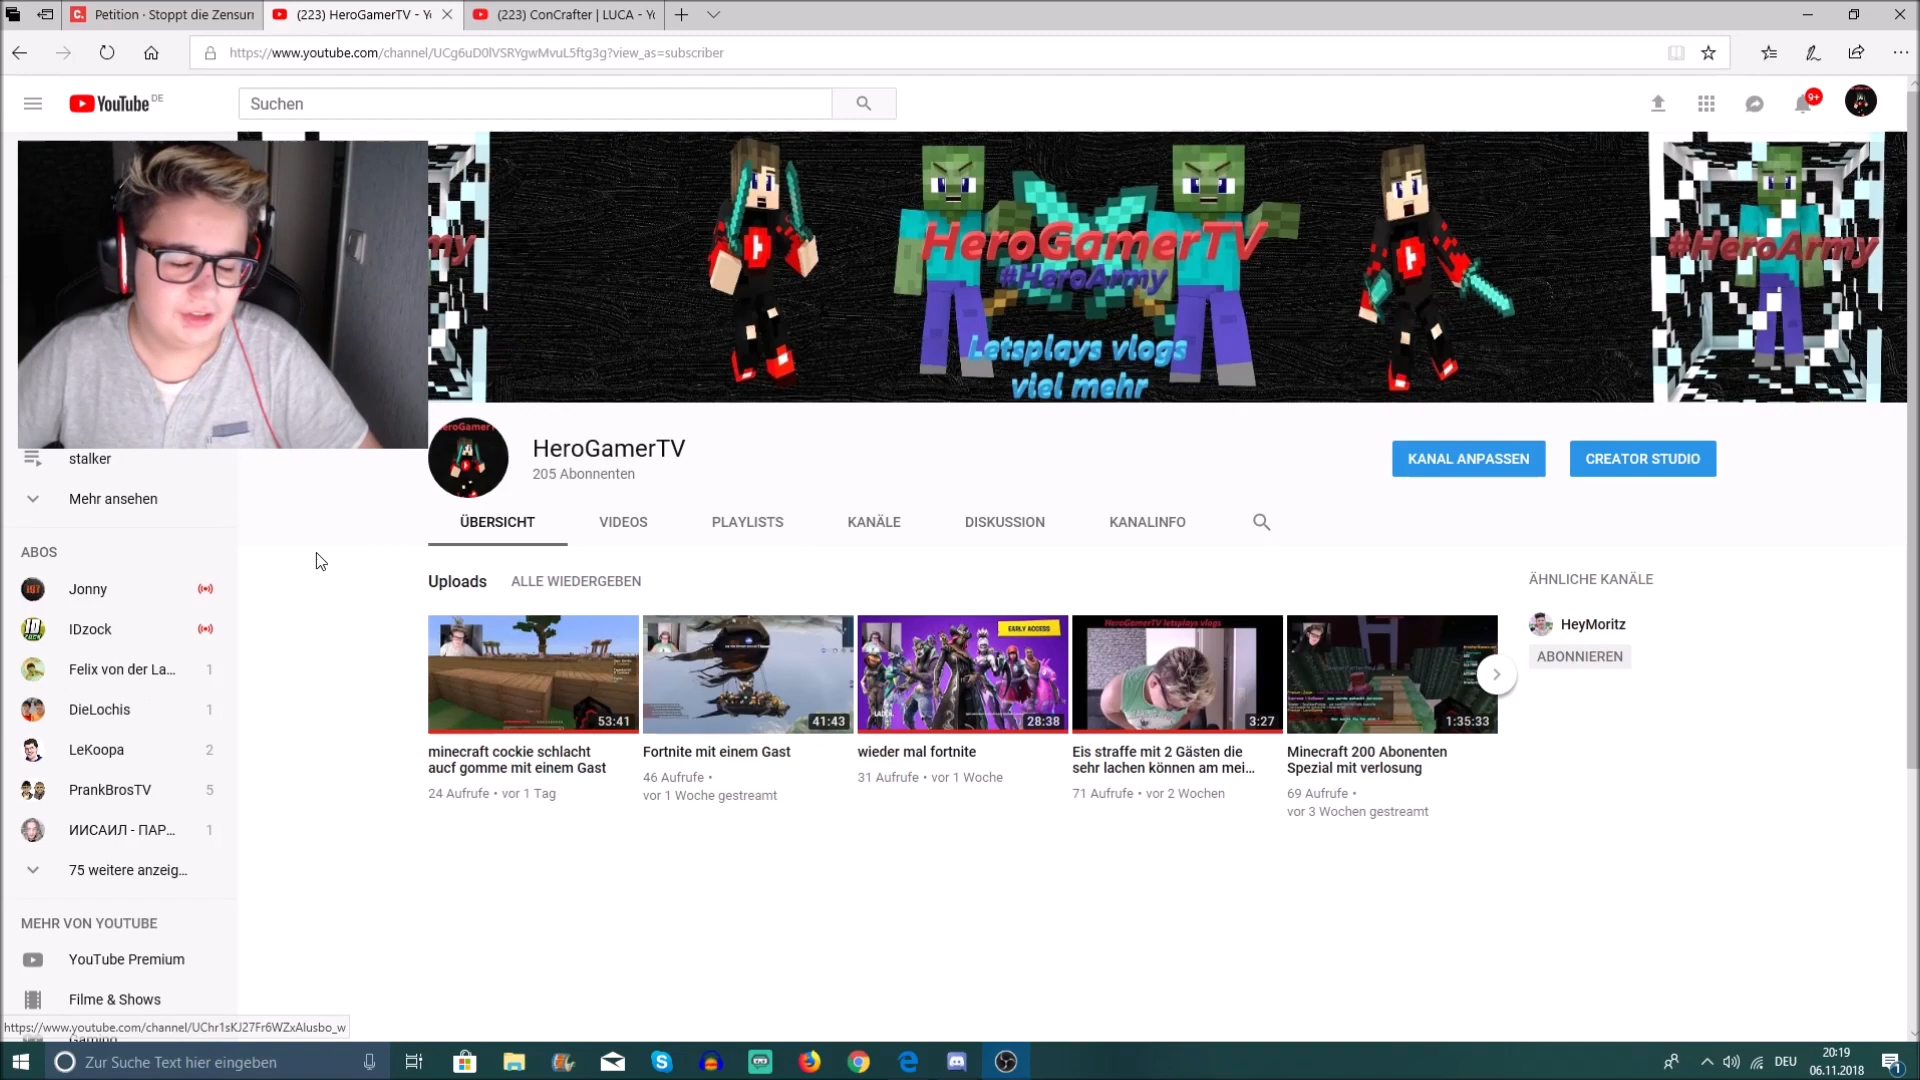 Petition · Stoppt die Zensur
(223) HeroGamerTV - Y
(223) ConCrafter | LUCA - Yo
https://www.youtube.com/channel/UCg6uD0lVSRYgwMvuL5ftg3g?view_as=subscriber
YouTube DE
Suchen
9+
HeroGamerTV
#HeroArmy
Letsplays vlogs
viel mehr
#HeroArmy
HeroGamerTV
205 Abonnenten
KANAL ANPASSEN
CREATOR STUDIO
ÜBERSICHT
VIDEOS
PLAYLISTS
KANÄLE
DISKUSSION
KANALINFO
stalker
Mehr ansehen
ABOS
Jonny
IDzock
Felix von der La... 1
DieLochis 1
LeKoopa 2
PrankBrosTV 5
ИИСАИЛ - ПАР... 1
75 weitere anzeig...
MEHR VON YOUTUBE
YouTube Premium
Filme & Shows
Gaming
https://www.youtube.com/channel/UChr1sKJ27Fr6WZxAlusbo_w
Uploads
ALLE WIEDERGEBEN
53:41
minecraft cockie schlacht
aucf gomme mit einem Gast
24 Aufrufe • vor 1 Tag
41:43
Fortnite mit einem Gast
46 Aufrufe •
vor 1 Woche gestreamt
EARLY ACCESS
28:38
wieder mal fortnite
31 Aufrufe • vor 1 Woche
HeroGamerTV letsplays vlogs
3:27
Eis straffe mit 2 Gästen die
sehr lachen können am mei...
71 Aufrufe • vor 2 Wochen
1:35:33
Minecraft 200 Abonenten
Spezial mit verlosung
69 Aufrufe •
vor 3 Wochen gestreamt
ÄHNLICHE KANÄLE
HeyMoritz
ABONNIEREN
Zur Suche Text hier eingeben
DEU
20:19
06.11.2018
1